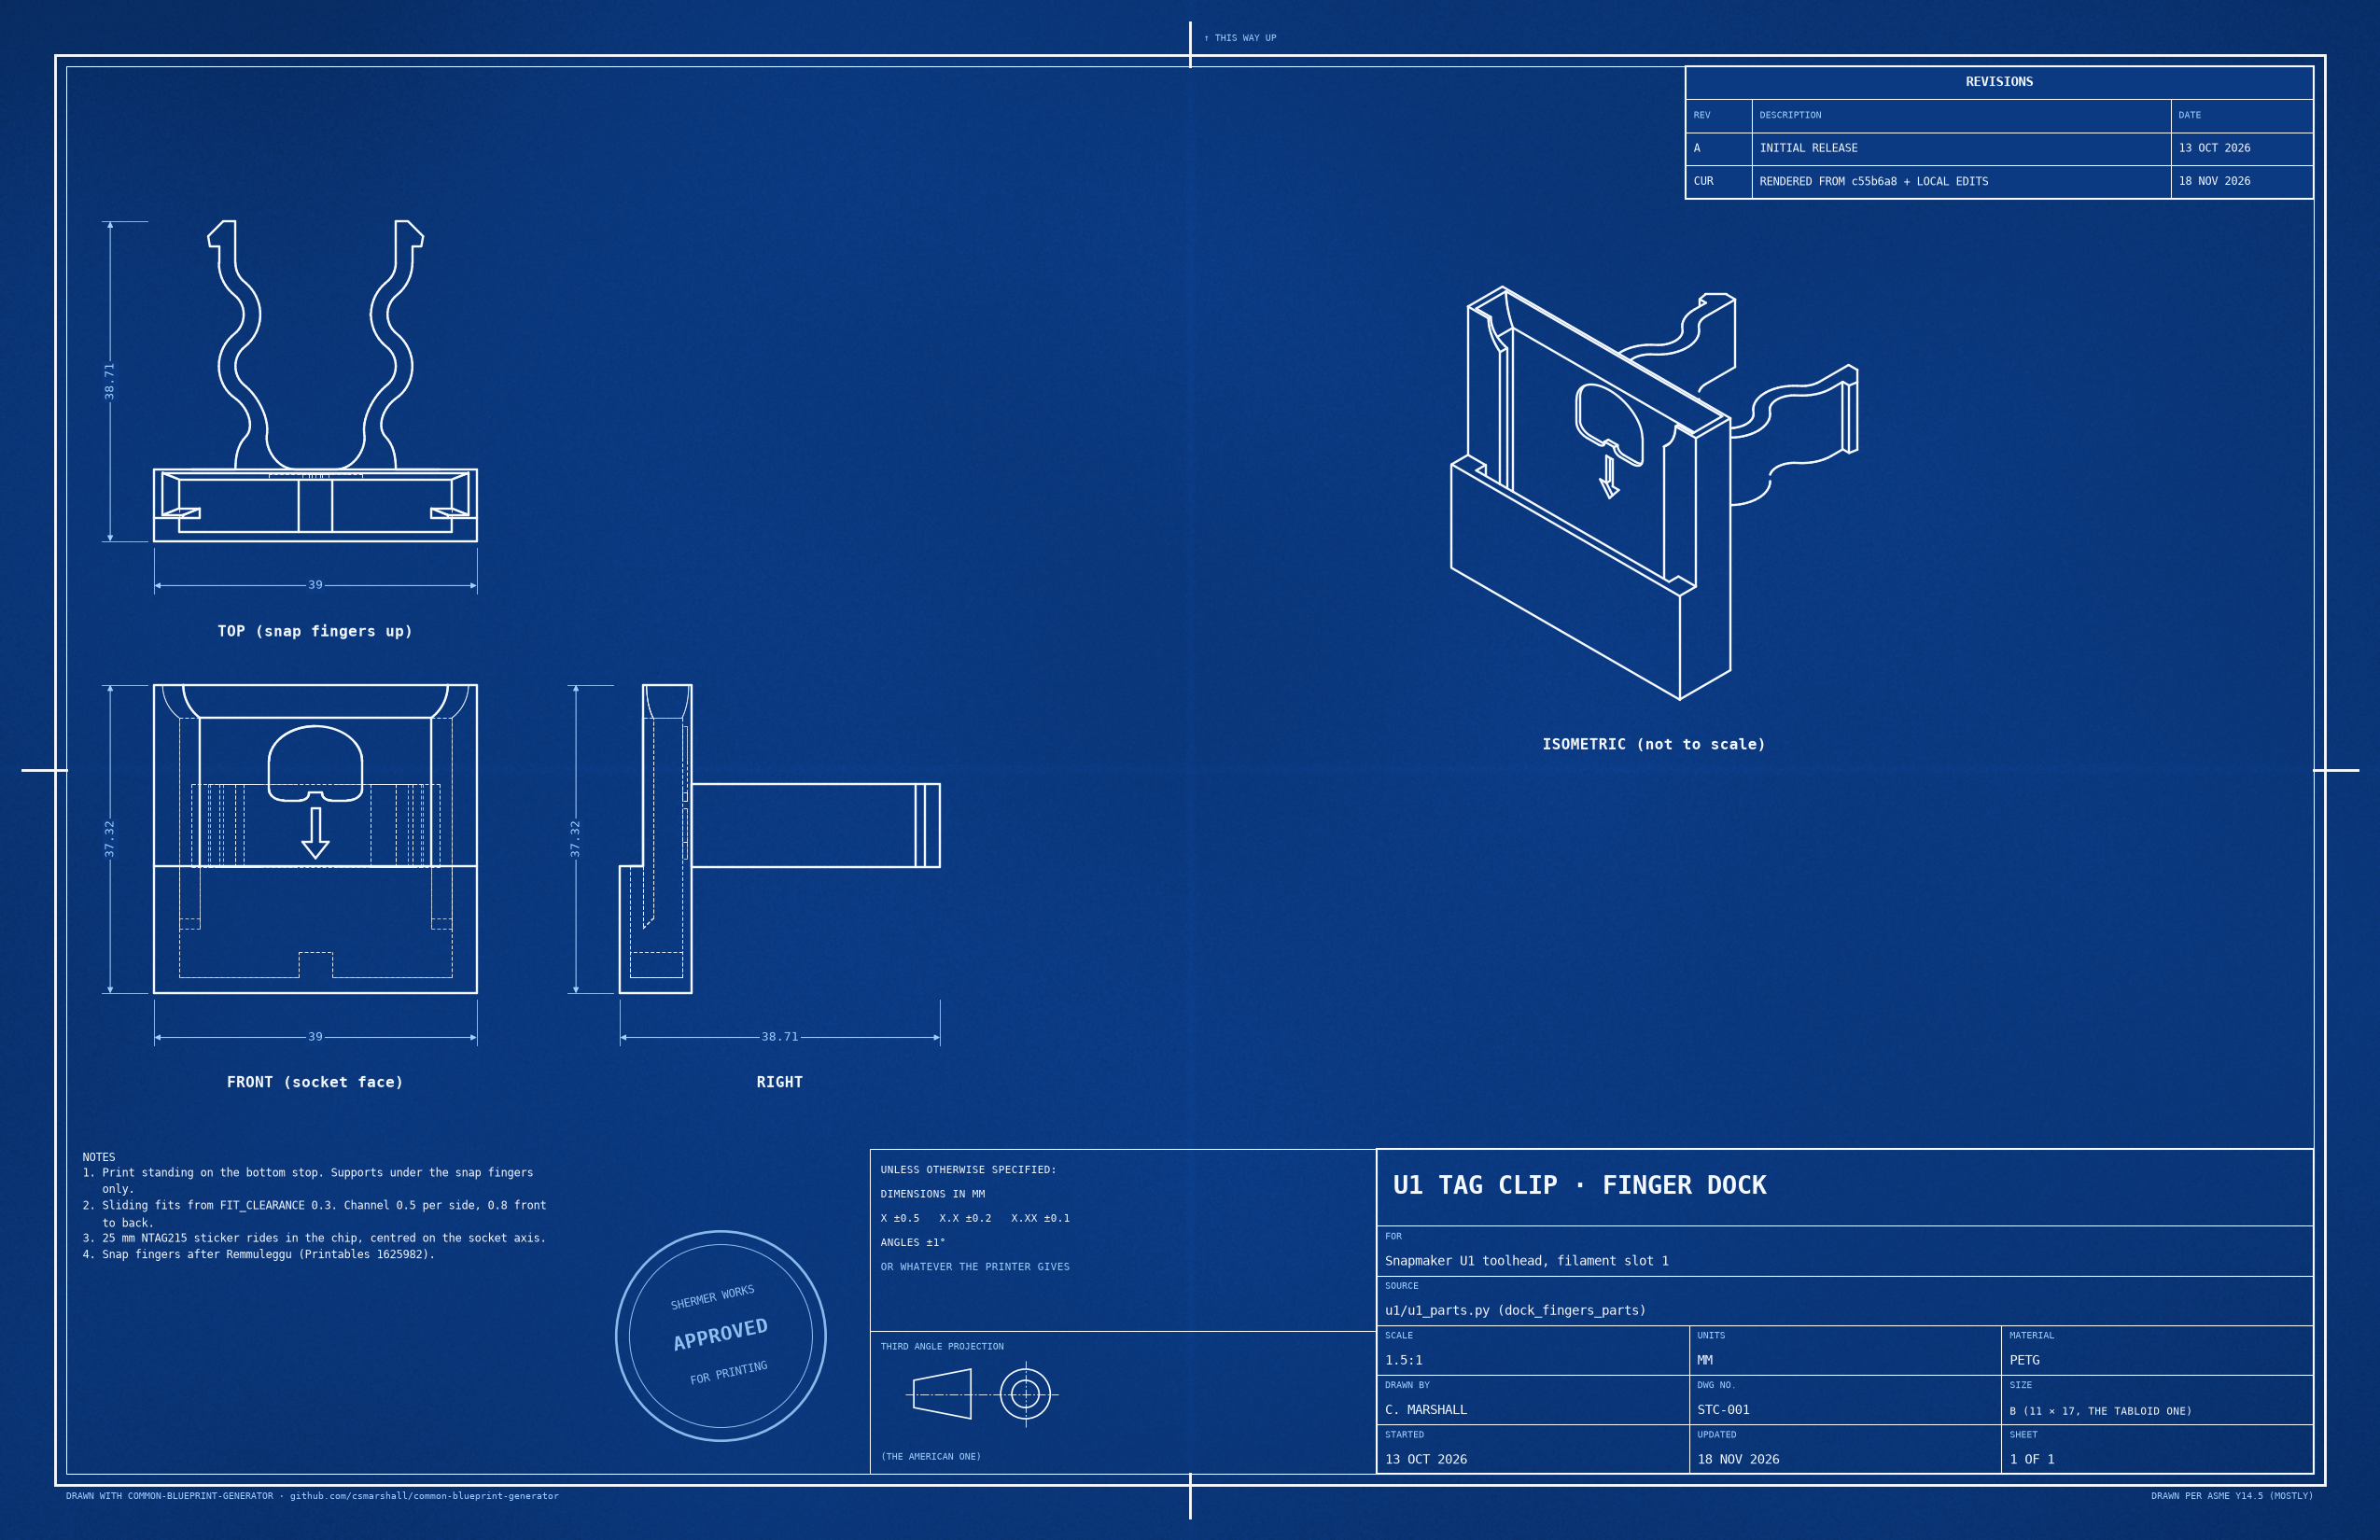 ↑ THIS WAY UP
REVISIONS
REV DESCRIPTION DATE
A INITIAL RELEASE 13 OCT 2026
CUR RENDERED FROM c55b6a8 + LOCAL EDITS 18 NOV 2026
38.71
39
TOP (snap fingers up)
ISOMETRIC (not to scale)
37.32
39
FRONT (socket face)
37.32
38.71
RIGHT
NOTES
1. Print standing on the bottom stop. Supports under the snap fingers
only.
2. Sliding fits from FIT_CLEARANCE 0.3. Channel 0.5 per side, 0.8 front
to back.
3. 25 mm NTAG215 sticker rides in the chip, centred on the socket axis.
4. Snap fingers after Remmuleggu (Printables 1625982).
SHERMER WORKS
APPROVED
FOR PRINTING
UNLESS OTHERWISE SPECIFIED:
DIMENSIONS IN MM
X ±0.5 X.X ±0.2 X.XX ±0.1
ANGLES ±1°
OR WHATEVER THE PRINTER GIVES
THIRD ANGLE PROJECTION
(THE AMERICAN ONE)
U1 TAG CLIP · FINGER DOCK
FOR
Snapmaker U1 toolhead, filament slot 1
SOURCE
u1/u1_parts.py (dock_fingers_parts)
SCALE UNITS MATERIAL
1.5:1 MM PETG
DRAWN BY DWG NO. SIZE
C. MARSHALL STC-001 B (11 × 17, THE TABLOID ONE)
STARTED UPDATED SHEET
13 OCT 2026 18 NOV 2026 1 OF 1
DRAWN WITH COMMON-BLUEPRINT-GENERATOR · github.com/csmarshall/common-blueprint-generator
DRAWN PER ASME Y14.5 (MOSTLY)